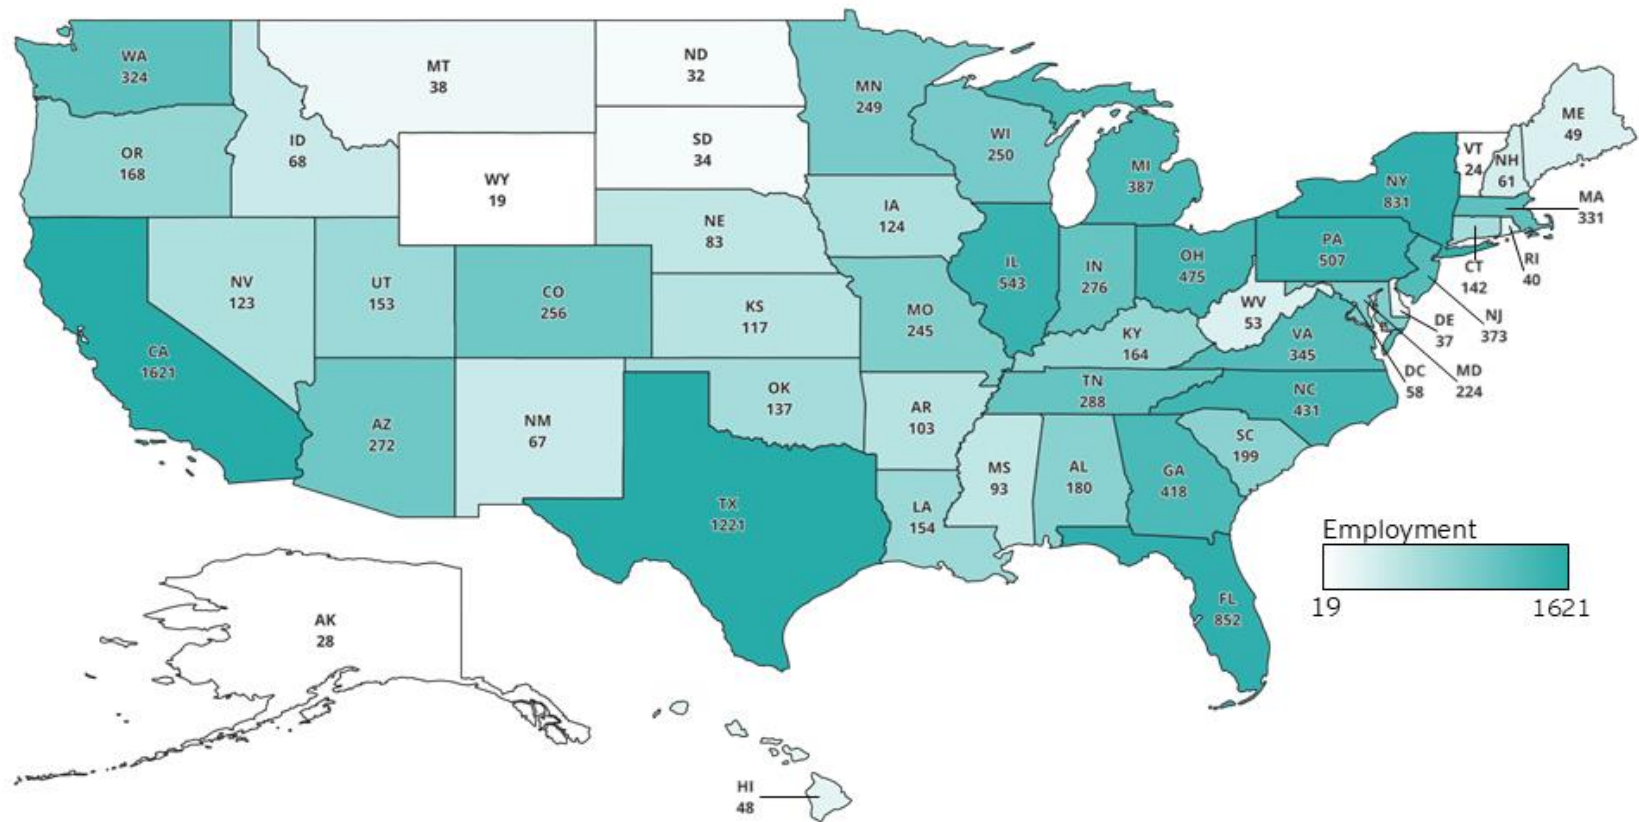 WA
324
MT
38
ND
32
MN
249
ID
68
OR
168
SD
34
WI
250
WY
19
MI
387
ME
49
VT
24
NH
61
NY
831
MA
331
NE
83
IA
124
PA
507
RI
40
CT
142
NV
123
UT
153
CO
256
IL
543
IN
276
OH
475
KS
117
MO
245
WV
53
KY
164
VA
345
DE
37
NJ
373
CA
1621
DC
58
MD
224
OK
137
AR
103
TN
288
NC
431
AZ
272
NM
67
MS
93
AL
180
GA
418
SC
199
TX
1221
LA
154
Employment
19 1621
FL
852
AK
28
HI
48